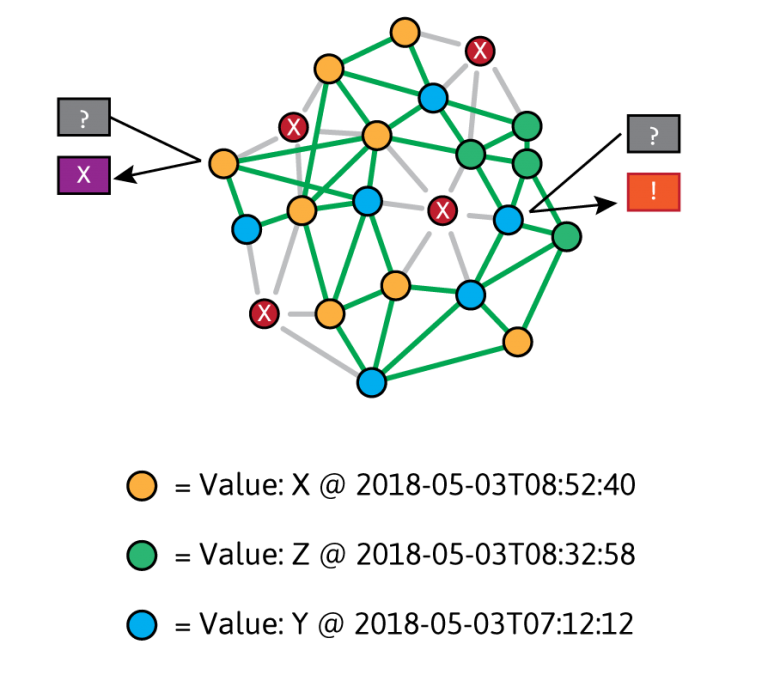 X
?
X
?
X
X
!
X
= Value: X @ 2018-05-03T08:52:40
= Value: Z @ 2018-05-03T08:32:58
= Value: Y @ 2018-05-03T07:12:12